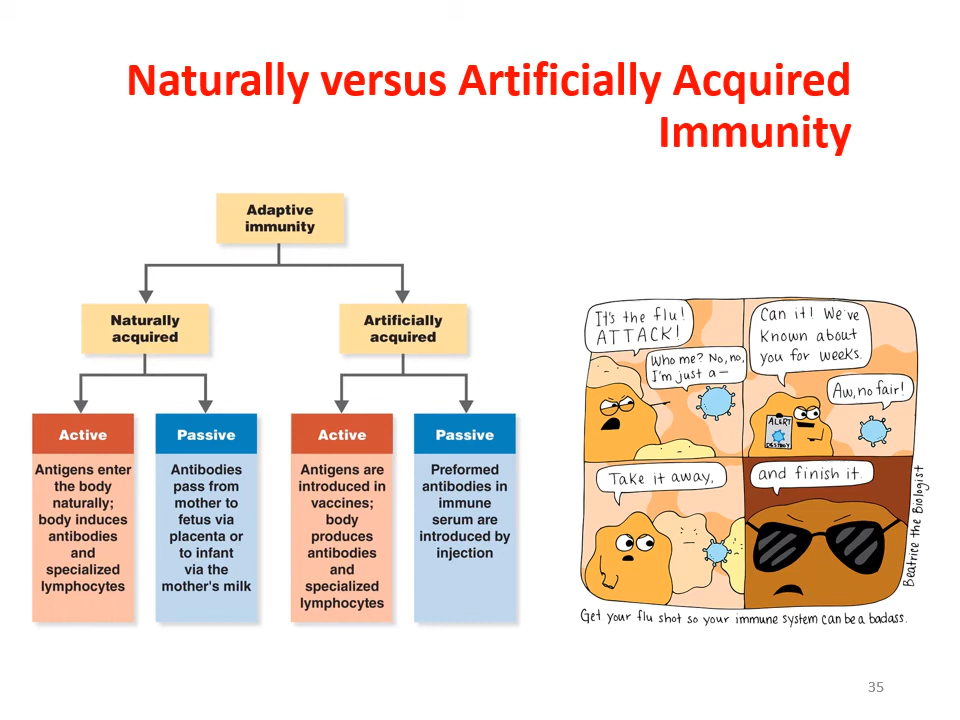 Naturally versus Artificially Acquired
Immunity
Adaptive
immunity
Naturally
acquired
Artificially
acquired
Active
Antigens enter
the body
naturally;
body induces
antibodies
and
specialized
lymphocytes
Passive
Antibodies
pass from
mother to
fetus via
placenta or
to infant
via the
mother's milk
Active
Antigens are
introduced in
vaccines;
body
produces
antibodies
and
specialized
lymphocytes
Passive
Preformed
antibodies in
immune
serum are
introduced by
injection
It's the flu!
ATTACK!
Who me? No, no,
I'm just a—
Can it! We've
Known about
you for weeks.
Aw, no fair!
ALERT
DESTROY
Take it away,
and finish it.
Beatrice the Biologist
Get your flu shot so your immune system can be a badass.
35